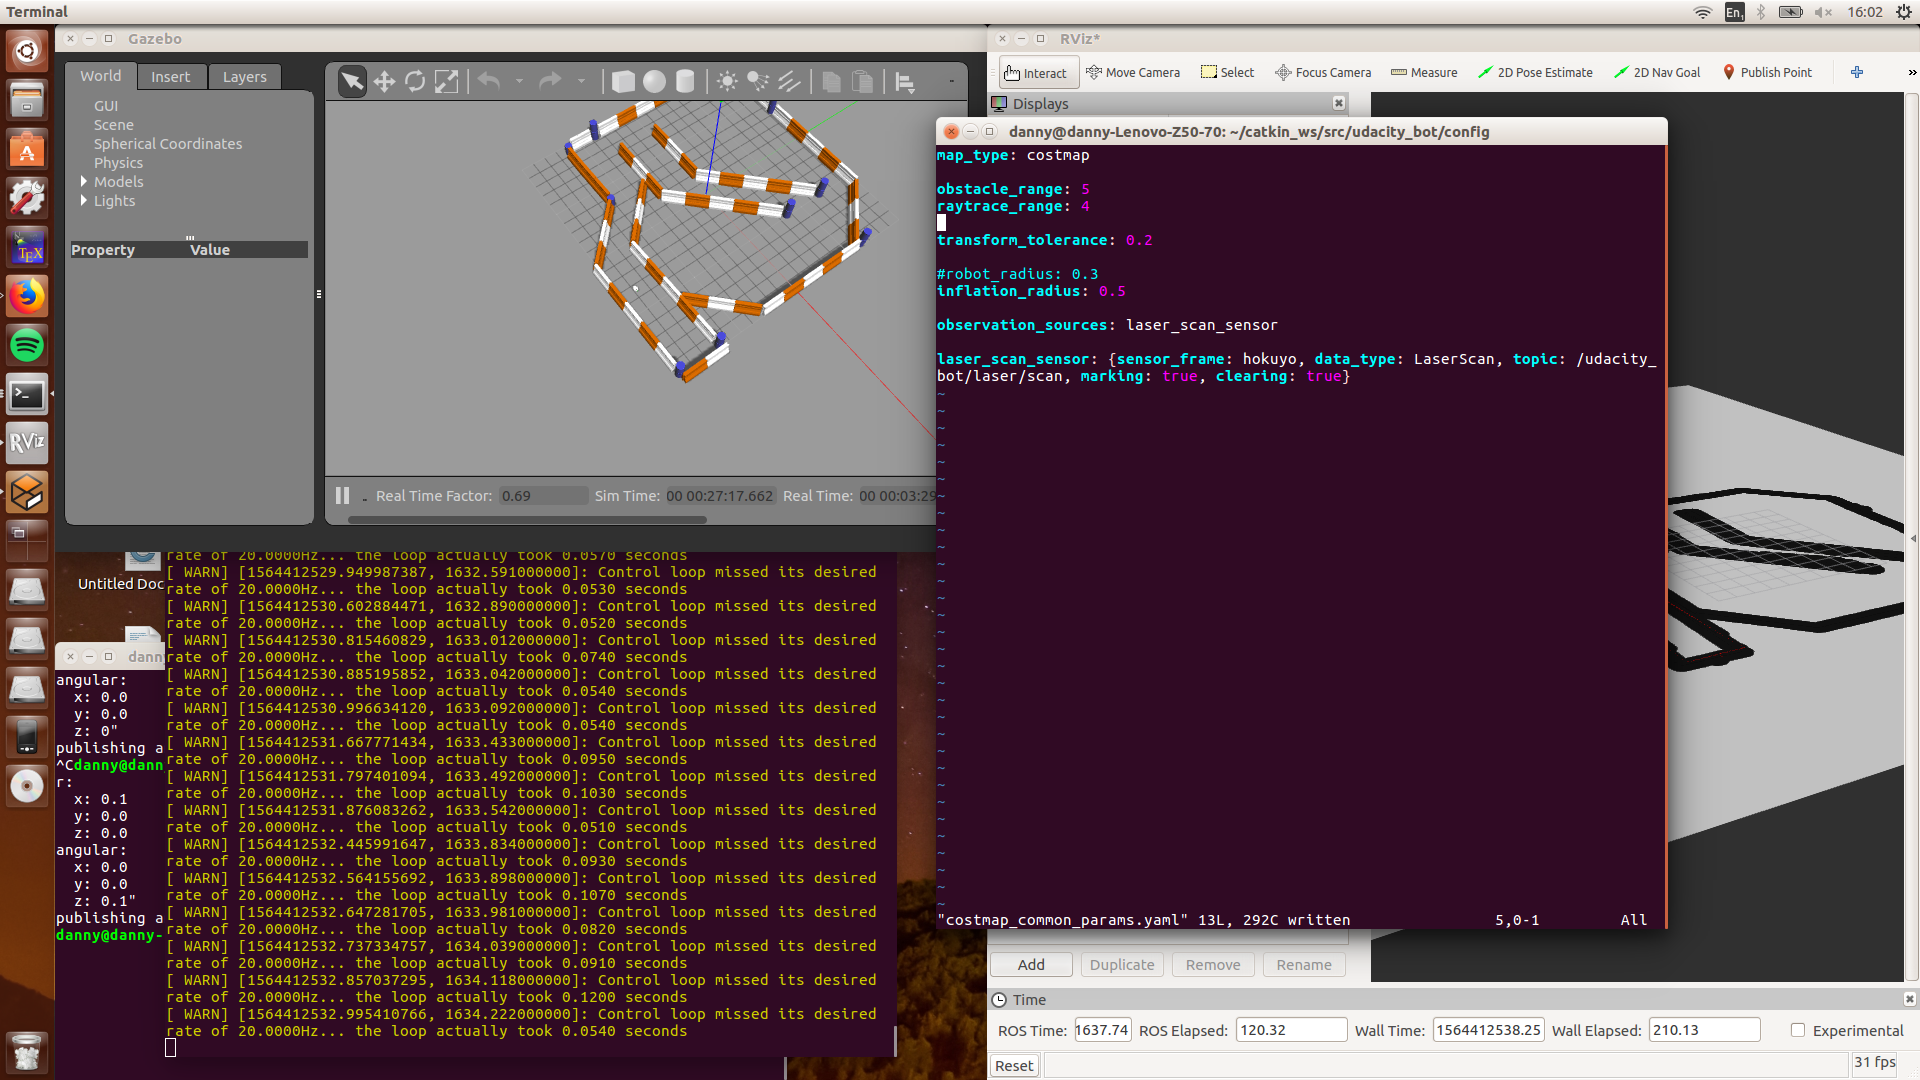 Terminal
En1
16:02
Gazebo
World Insert Layers
GUI
Scene
Spherical Coordinates
Physics
Models
Lights
Property Value
Real Time Factor: 0.69 Sim Time: 00 00:27:17.662 Real Time: 00 00:03:29
RViz*
Interact Move Camera Select Focus Camera Measure 2D Pose Estimate 2D Nav Goal Publish Point
Displays
danny@danny-Lenovo-Z50-70: ~/catkin_ws/src/udacity_bot/config
map_type: costmap
obstacle_range: 5
raytrace_range: 4
transform_tolerance: 0.2
#robot_radius: 0.3
inflation_radius: 0.5
observation_sources: laser_scan_sensor
laser_scan_sensor: {sensor_frame: hokuyo, data_type: LaserScan, topic: /udacity_
bot/laser/scan, marking: true, clearing: true}
"costmap_common_params.yaml" 13L, 292C written 5,0-1 All
Untitled Doc
rate of 20.0000Hz... the loop actually took 0.0570 seconds
[ WARN] [1564412529.949987387, 1632.591000000]: Control loop missed its desired
rate of 20.0000Hz... the loop actually took 0.0530 seconds
[ WARN] [1564412530.602884471, 1632.890000000]: Control loop missed its desired
rate of 20.0000Hz... the loop actually took 0.0520 seconds
[ WARN] [1564412530.815460829, 1633.012000000]: Control loop missed its desired
rate of 20.0000Hz... the loop actually took 0.0740 seconds
[ WARN] [1564412530.885195852, 1633.042000000]: Control loop missed its desired
rate of 20.0000Hz... the loop actually took 0.0540 seconds
[ WARN] [1564412530.996634120, 1633.092000000]: Control loop missed its desired
rate of 20.0000Hz... the loop actually took 0.0540 seconds
[ WARN] [1564412531.667771434, 1633.433000000]: Control loop missed its desired
rate of 20.0000Hz... the loop actually took 0.0950 seconds
[ WARN] [1564412531.797401094, 1633.492000000]: Control loop missed its desired
rate of 20.0000Hz... the loop actually took 0.1030 seconds
[ WARN] [1564412531.876083262, 1633.542000000]: Control loop missed its desired
rate of 20.0000Hz... the loop actually took 0.0510 seconds
[ WARN] [1564412532.445991647, 1633.834000000]: Control loop missed its desired
rate of 20.0000Hz... the loop actually took 0.0930 seconds
[ WARN] [1564412532.564155692, 1633.898000000]: Control loop missed its desired
rate of 20.0000Hz... the loop actually took 0.1070 seconds
[ WARN] [1564412532.647281705, 1633.981000000]: Control loop missed its desired
rate of 20.0000Hz... the loop actually took 0.0820 seconds
[ WARN] [1564412532.737334757, 1634.039000000]: Control loop missed its desired
rate of 20.0000Hz... the loop actually took 0.0910 seconds
[ WARN] [1564412532.857037295, 1634.118000000]: Control loop missed its desired
rate of 20.0000Hz... the loop actually took 0.1200 seconds
[ WARN] [1564412532.995410766, 1634.222000000]: Control loop missed its desired
rate of 20.0000Hz... the loop actually took 0.0540 seconds
danny
angular:
x: 0.0
y: 0.0
z: 0"
publishing a
^Cdanny@dann
r:
x: 0.1
y: 0.0
z: 0.0
angular:
x: 0.0
y: 0.0
z: 0.1"
publishing a
danny@danny-
Add Duplicate Remove Rename
Time
ROS Time: 1637.74 ROS Elapsed: 120.32 Wall Time: 1564412538.25 Wall Elapsed: 210.13 Experimental
Reset 31 fps
TEX
RViz